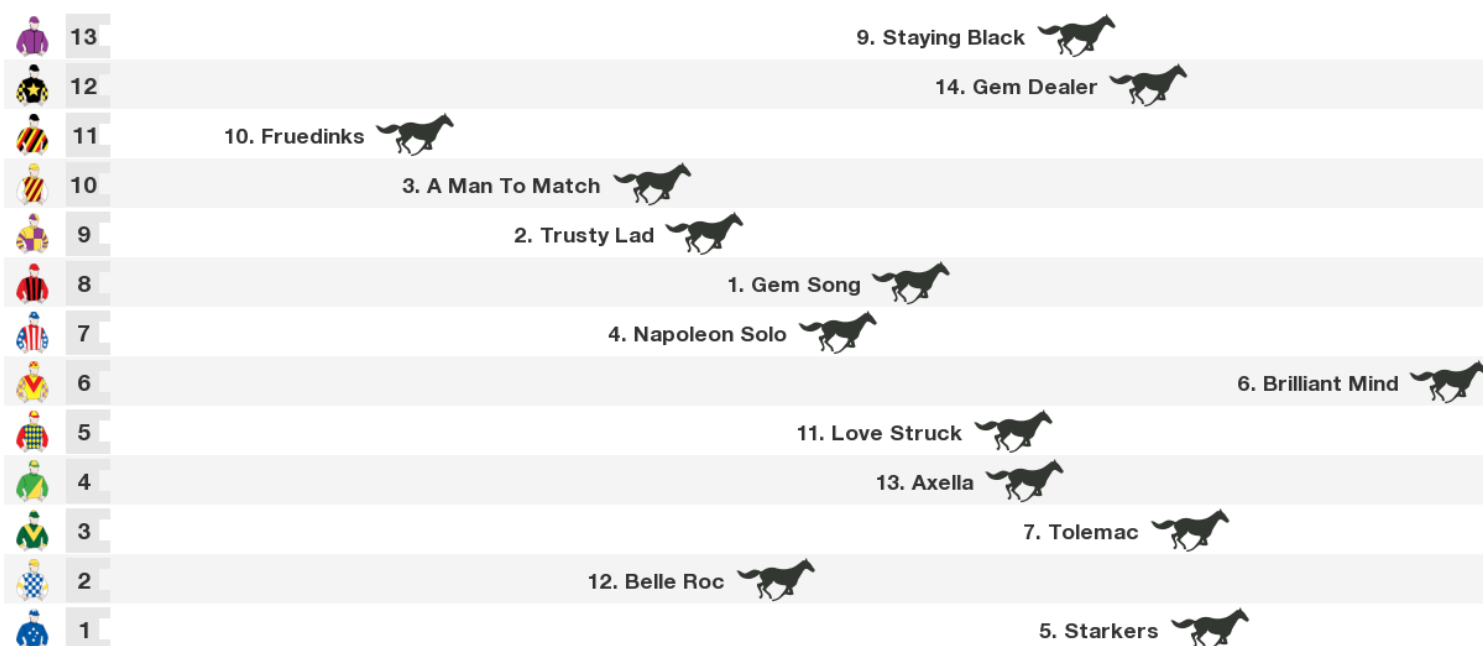 13 9. Staying Black
12 14. Gem Dealer
11 10. Fruedinks
10 3. A Man To Match
9 2. Trusty Lad
8 1. Gem Song
7 4. Napoleon Solo
6 6. Brilliant Mind
5 11. Love Struck
4 13. Axella
3 7. Tolemac
2 12. Belle Roc
1 5. Starkers